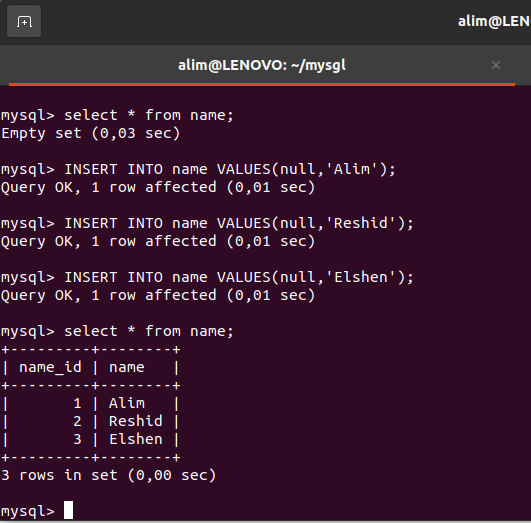 alim@LEN
alim@LENOVO: ~/mysgl
mysql> select * from name;
Empty set (0,03 sec)
mysql> INSERT INTO name VALUES(null,'Alim');
Query OK, 1 row affected (0,01 sec)
mysql> INSERT INTO name VALUES(null,'Reshid');
Query OK, 1 row affected (0,01 sec)
mysql> INSERT INTO name VALUES(null,'Elshen');
Query OK, 1 row affected (0,01 sec)
mysql> select * from name;
+---------+--------+
| name_id | name   |
+---------+--------+
|       1 | Alim   |
|       2 | Reshid |
|       3 | Elshen |
+---------+--------+
3 rows in set (0,00 sec)
mysql>